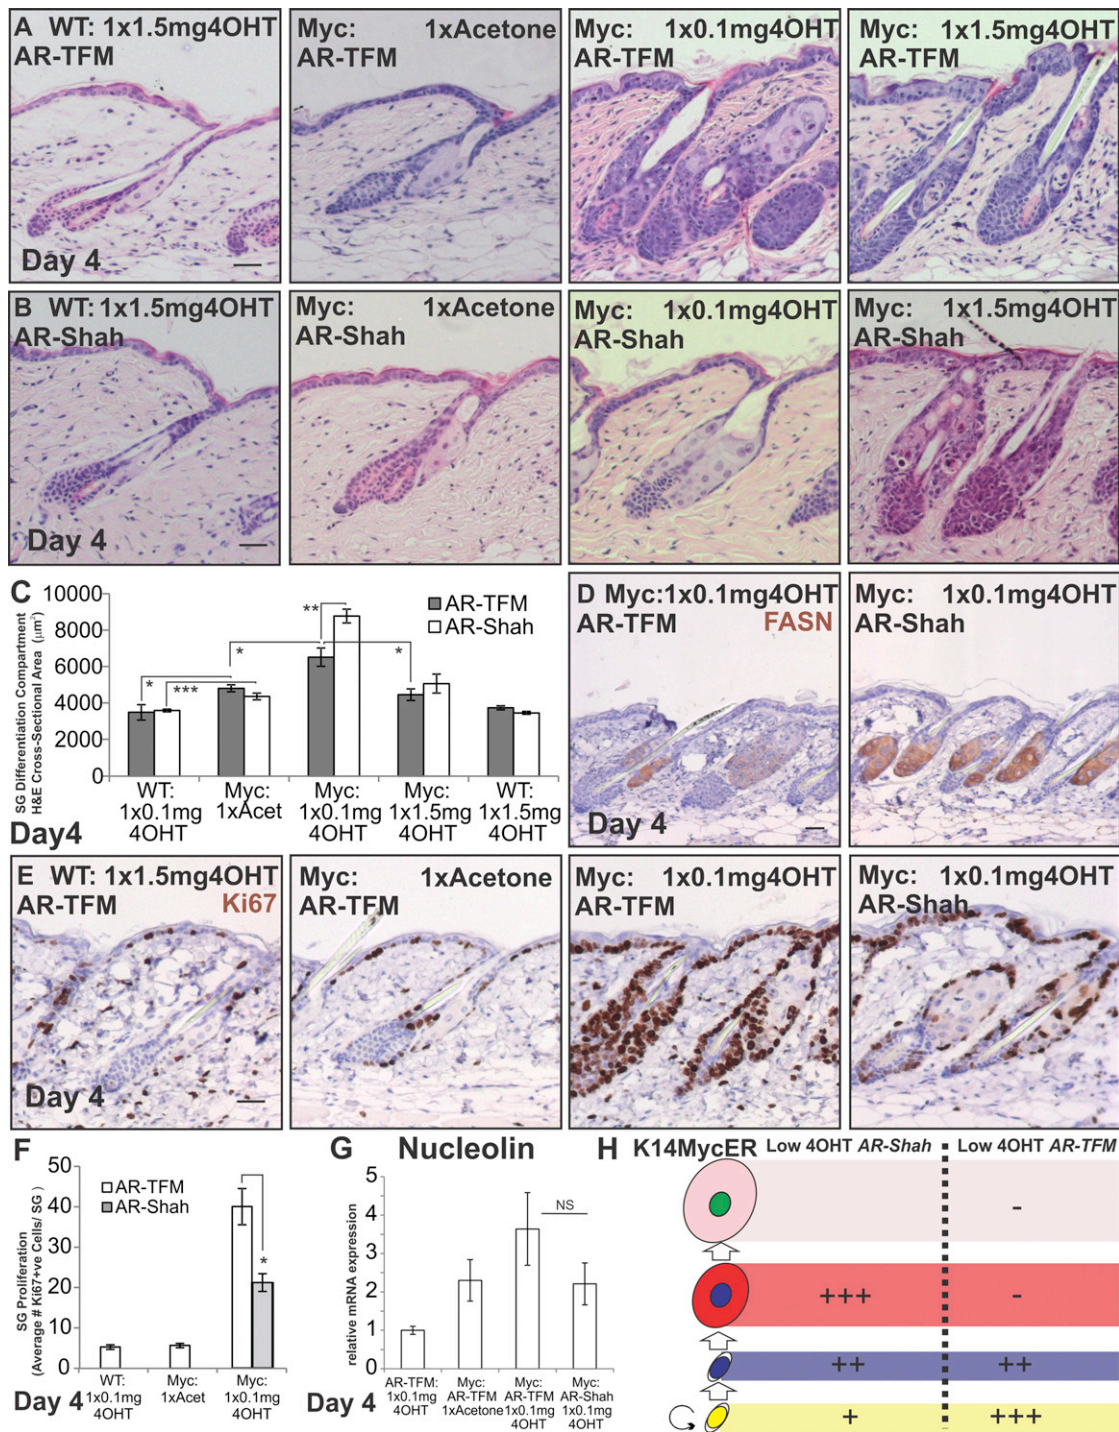 A WT: 1x1.5mg4OHT
AR-TFM
Day 4
Myc: 1xAcetone
AR-TFM
Myc: 1x0.1mg4OHT
AR-TFM
Myc: 1x1.5mg4OHT
AR-TFM
B WT: 1x1.5mg4OHT
AR-Shah
Day 4
Myc: 1xAcetone
AR-Shah
Myc: 1x0.1mg4OHT
AR-Shah
Myc: 1x1.5mg4OHT
AR-Shah
C
SG Differentiation Compartment
H&E Cross-Sectional Area (μm²)
10000
8000
6000
4000
2000
0
AR-TFM
AR-Shah
*
***
*
**
*
WT:
1x0.1mg
4OHT
Myc:
1xAcet
Myc:
1x0.1mg
4OHT
Myc:
1x1.5mg
4OHT
WT:
1x1.5mg
4OHT
Day4
D Myc:1x0.1mg4OHT
AR-TFM FASN
Day 4
Myc: 1x0.1mg4OHT
AR-Shah
E WT: 1x1.5mg4OHT
AR-TFM Ki67
Day 4
Myc: 1xAcetone
AR-TFM
Myc: 1x0.1mg4OHT
AR-TFM
Myc: 1x0.1mg4OHT
AR-Shah
F
SG Proliferation
(Average # Ki67+ve Cells/ SG)
50
40
30
20
10
0
AR-TFM
AR-Shah
*
WT:
1x0.1mg
4OHT
Myc:
1xAcet
Myc:
1x0.1mg
4OHT
Day 4
G Nucleolin
relative mRNA expression
5
4
3
2
1
0
NS
AR-TFM:
1x0.1mg
4OHT
Myc:
AR-TFM
1xAcetone
Myc:
AR-TFM
1x0.1mg
4OHT
Myc:
AR-Shah
1x0.1mg
4OHT
Day 4
H K14MycER Low 4OHT AR-Shah Low 4OHT AR-TFM
-
+++ -
++ ++
+ +++